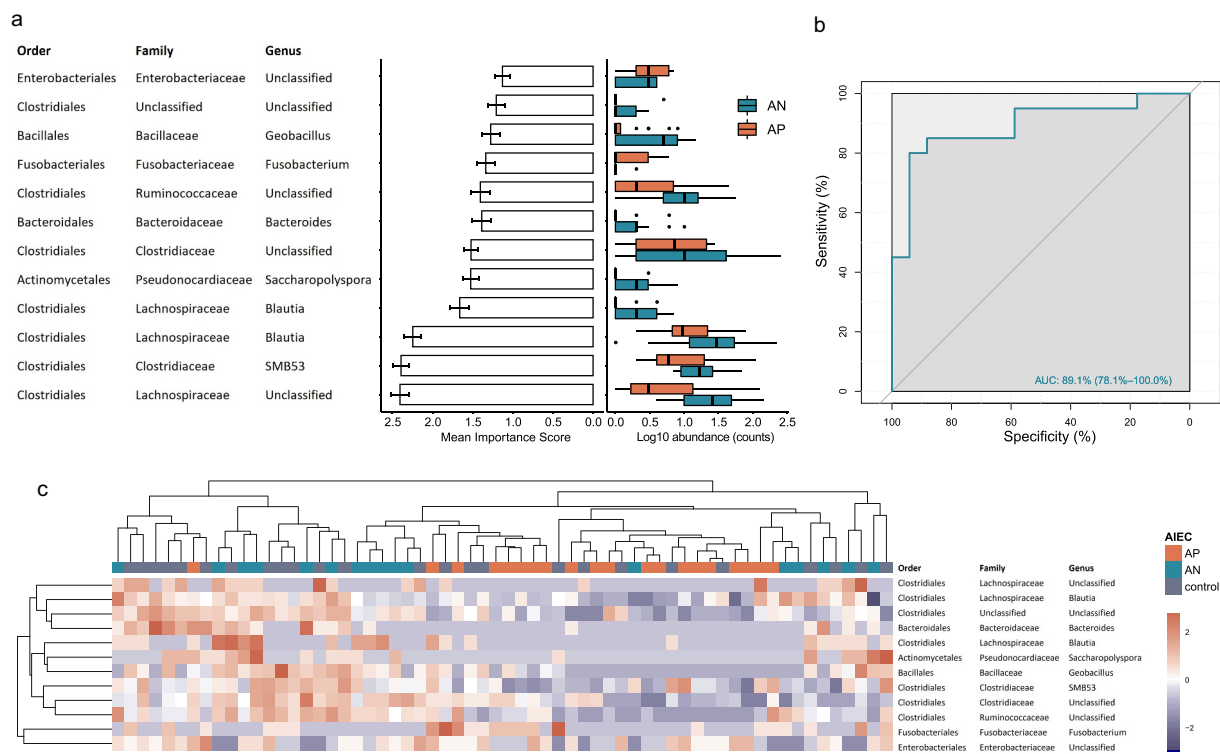 a
Order Family Genus
Enterobacteriales Enterobacteriaceae Unclassified
Clostridiales Unclassified Unclassified
Bacillales Bacillaceae Geobacillus
Fusobacteriales Fusobacteriaceae Fusobacterium
Clostridiales Ruminococcaceae Unclassified
Bacteroidales Bacteroidaceae Bacteroides
Clostridiales Clostridiaceae Unclassified
Actinomycetales Pseudonocardiaceae Saccharopolyspora
Clostridiales Lachnospiraceae Blautia
Clostridiales Lachnospiraceae Blautia
Clostridiales Clostridiaceae SMB53
Clostridiales Lachnospiraceae Unclassified
2.5 2.0 1.5 1.0 0.5 0.0
Mean Importance Score
AN
AP
0.0 0.5 1.0 1.5 2.0 2.5
Log10 abundance (counts)
b
100
80
60
40
20
0
Sensitivity (%)
AUC: 89.1% (78.1%–100.0%)
100 80 60 40 20 0
Specificity (%)
c
AIEC
AP
AN
control
Order Family Genus
Clostridiales Lachnospiraceae Unclassified
Clostridiales Lachnospiraceae Blautia
Clostridiales Unclassified Unclassified
Bacteroidales Bacteroidaceae Bacteroides
Clostridiales Lachnospiraceae Blautia
Actinomycetales Pseudonocardiaceae Saccharopolyspora
Bacillales Bacillaceae Geobacillus
Clostridiales Clostridiaceae SMB53
Clostridiales Clostridiaceae Unclassified
Clostridiales Ruminococcaceae Unclassified
Fusobacteriales Fusobacteriaceae Fusobacterium
Enterobacteriales Enterobacteriaceae Unclassified
2
0
−2